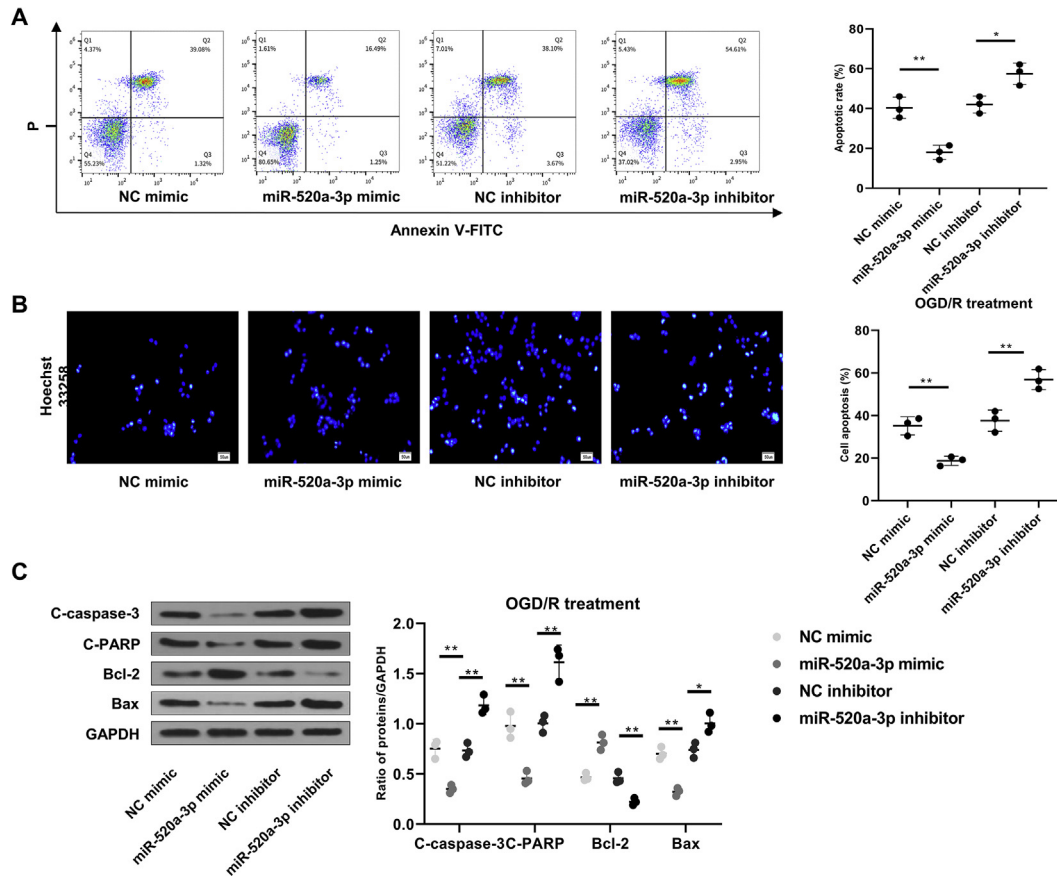 A
Q1
4.37%
Q2
39.08%
Q4
55.23%
Q3
1.32%
NC mimic
Q1
1.61%
Q2
16.49%
Q4
80.65%
Q3
1.25%
miR-520a-3p mimic
Q1
7.01%
Q2
38.10%
Q4
51.22%
Q3
3.67%
NC inhibitor
Q1
5.43%
Q2
54.61%
Q4
37.02%
Q3
2.95%
miR-520a-3p inhibitor
P
Annexin V-FITC
Apoptotic rate (%)
80
60
40
20
0
**
*
NC mimic
miR-520a-3p mimic
NC inhibitor
miR-520a-3p inhibitor
OGD/R treatment
B
Hoechst
33258
NC mimic
miR-520a-3p mimic
NC inhibitor
miR-520a-3p inhibitor
Cell apoptosis (%)
80
60
40
20
0
**
**
NC mimic
miR-520a-3p mimic
NC inhibitor
miR-520a-3p inhibitor
C
C-caspase-3
C-PARP
Bcl-2
Bax
GAPDH
NC mimic
miR-520a-3p mimic
NC inhibitor
miR-520a-3p inhibitor
OGD/R treatment
Ratio of proteins/GAPDH
2.0
1.5
1.0
0.5
0.0
**
**
**
**
**
**
**
*
C-caspase-3
C-PARP
Bcl-2
Bax
NC mimic
miR-520a-3p mimic
NC inhibitor
miR-520a-3p inhibitor